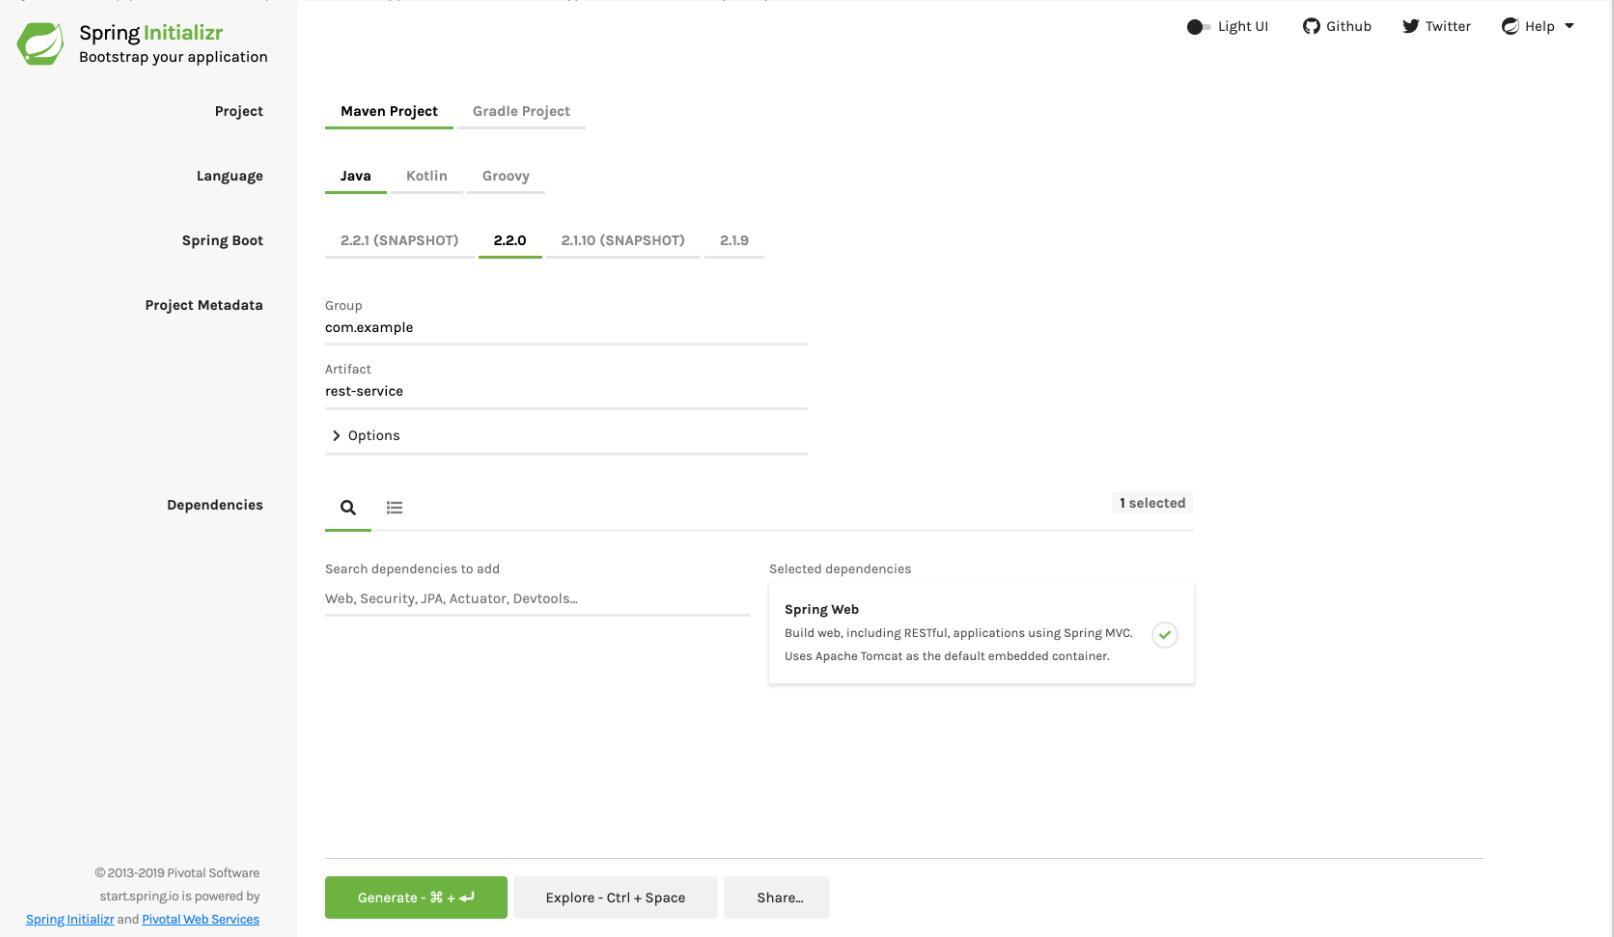 Spring Initializr
Bootstrap your application
Light UI
Github
Twitter
Help
Project
Maven Project
Gradle Project
Language
Java
Kotlin
Groovy
Spring Boot
2.2.1 (SNAPSHOT)
2.2.0
2.1.10 (SNAPSHOT)
2.1.9
Project Metadata
Group
com.example
Artifact
rest-service
Options
Dependencies
1 selected
Search dependencies to add
Web, Security, JPA, Actuator, Devtools...
Selected dependencies
Spring Web
Build web, including RESTful, applications using Spring MVC.
Uses Apache Tomcat as the default embedded container.
© 2013-2019 Pivotal Software
start.spring.io is powered by
Spring Initializr and Pivotal Web Services
Generate - ⌘ + ↵
Explore - Ctrl + Space
Share...